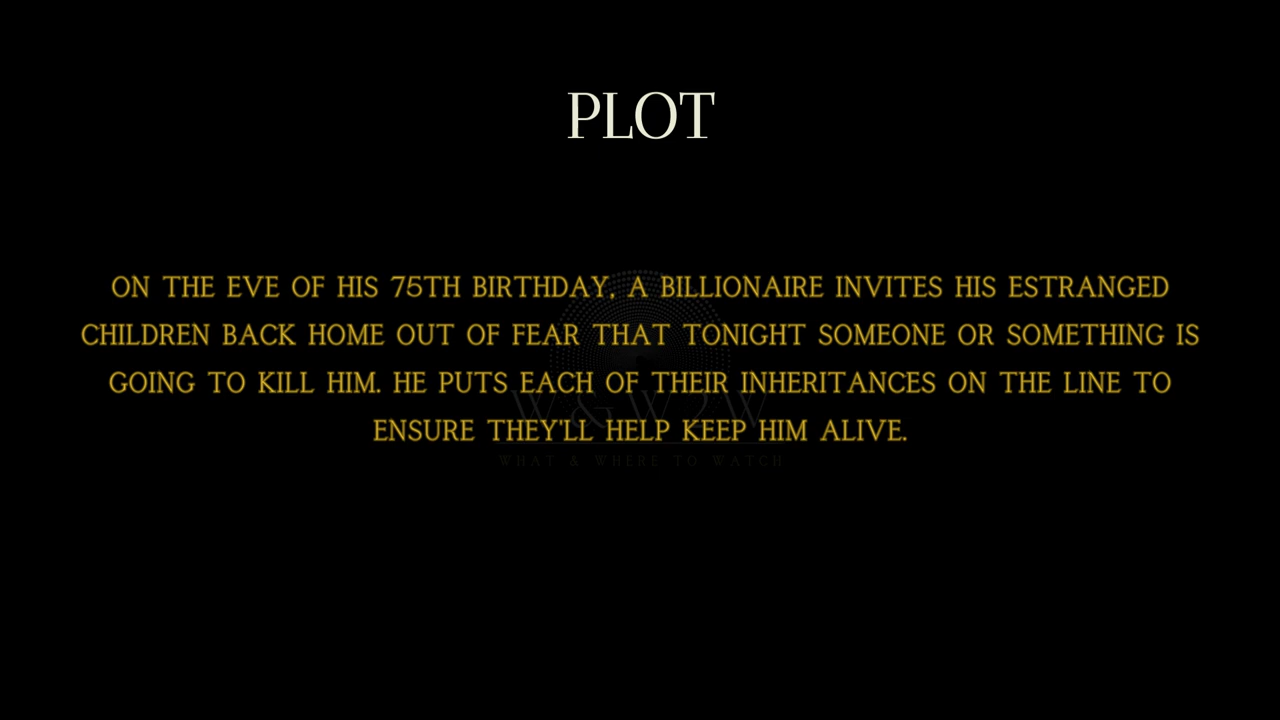 PLOT
ON THE EVE OF HIS 75TH BIRTHDAY, A BILLIONAIRE INVITES HIS ESTRANGED
CHILDREN BACK HOME OUT OF FEAR THAT TONIGHT SOMEONE OR SOMETHING IS
GOING TO KILL HIM. HE PUTS EACH OF THEIR INHERITANCES ON THE LINE TO
ENSURE THEY'LL HELP KEEP HIM ALIVE.
W&W2W
WHAT & WHERE TO WATCH